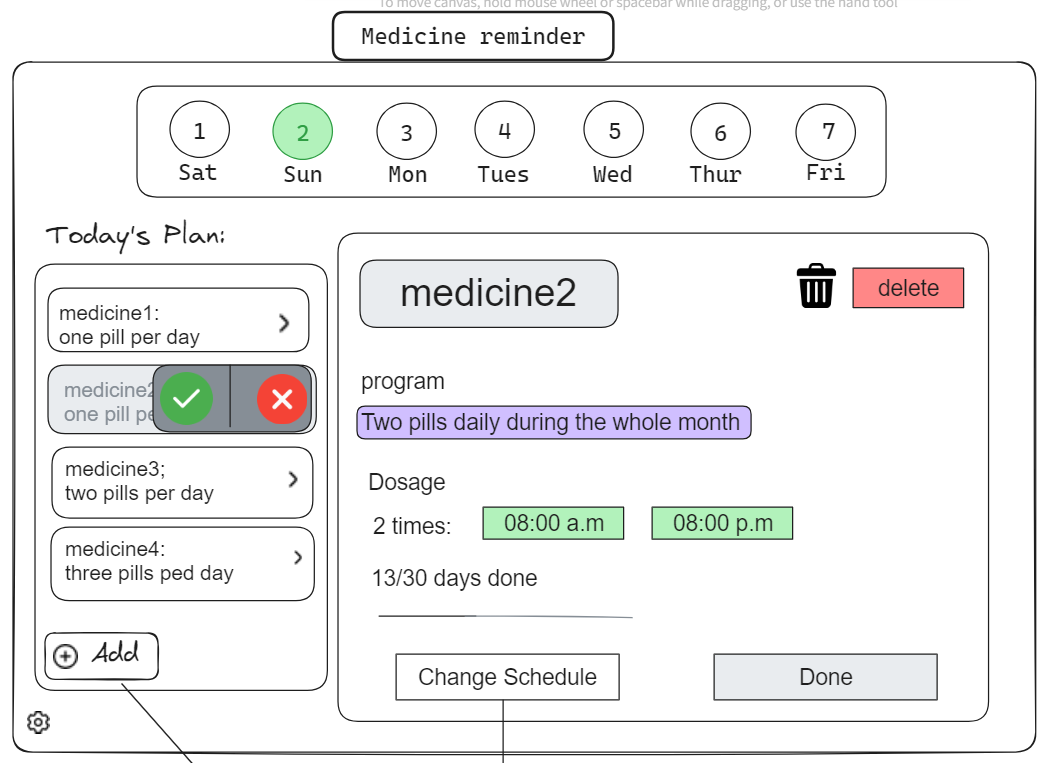 To move canvas, hold mouse wheel or spacebar while dragging, or use the hand tool
Medicine reminder
1 2 3 4 5 6 7
Sat Sun Mon Tues Wed Thur Fri
Today's Plan:
medicine1:
one pill per day
medicine2
one pill pe
medicine3;
two pills per day
medicine4:
three pills ped day
Add
medicine2
delete
program
Two pills daily during the whole month
Dosage
2 times: 08:00 a.m 08:00 p.m
13/30 days done
Change Schedule Done